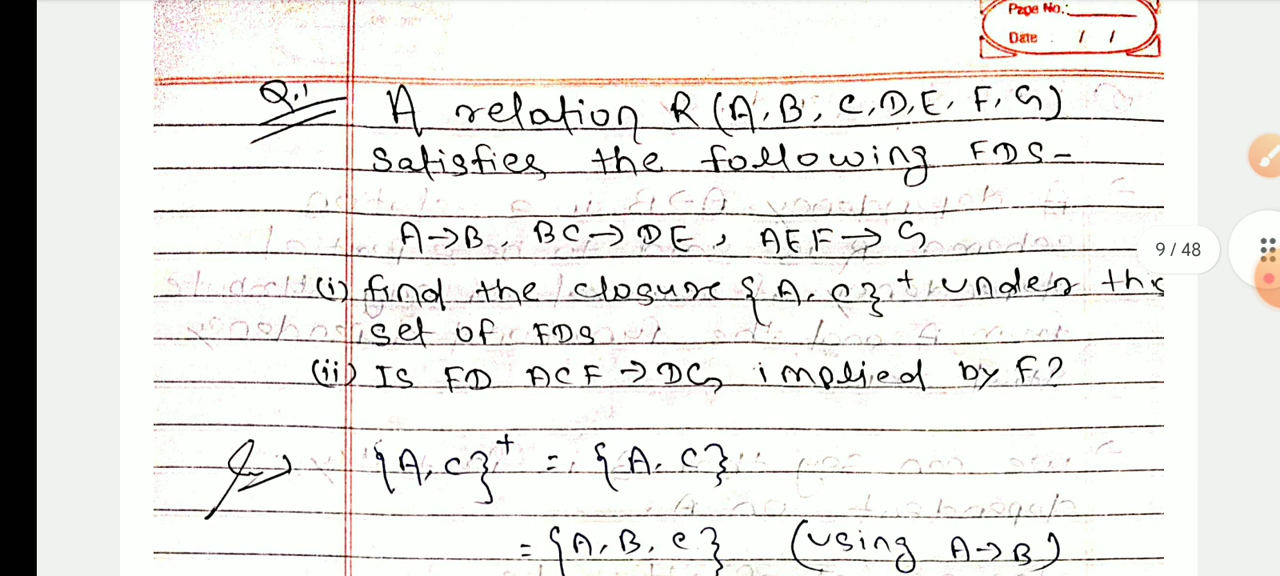 Page No.:
Date / /
Q.1 A relation R (A, B, C, D, E, F, G)
satisfies the following FDS-
A→B, BC→DE, AEF→G
(i) find the closure {A, C}+ under this
set of FDS
(ii) IS FD ACF→DG implied by F?
{A, C}+ = {A, C}
= {A, B, C} (using A→B)
9 / 48